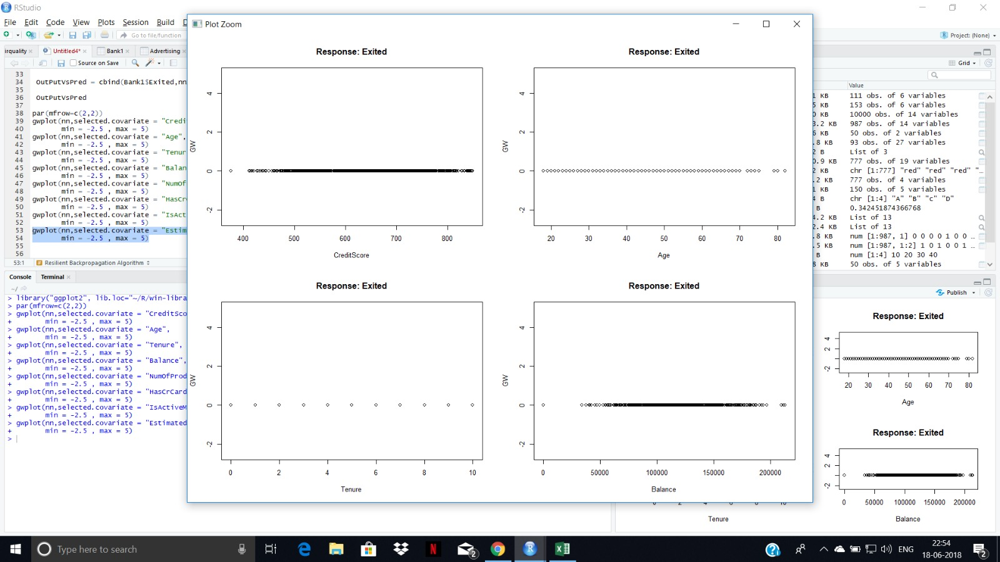 RStudio
File Edit Code View Plots Session Build
Go to file/function
Project: (None)
irquality
Untitled4*
Bank1
Advertising
Source on Save
33
34 OutPutVsPred = cbind(Bank1$Exited,nn
35
36 OutPutVsPred
37
38 par(mfrow=c(2,2))
39 gwplot(nn,selected.covariate = "Credi
40 min = -2.5 , max = 5)
41 gwplot(nn,selected.covariate = "Age",
42 min = -2.5 , max = 5)
43 gwplot(nn,selected.covariate = "Tenur
44 min = -2.5 , max = 5)
45 gwplot(nn,selected.covariate = "Balan
46 min = -2.5 , max = 5)
47 gwplot(nn,selected.covariate = "NumOf
48 min = -2.5 , max = 5)
49 gwplot(nn,selected.covariate = "HasCr
50 min = -2.5 , max = 5)
51 gwplot(nn,selected.covariate = "IsAct
52 min = -2.5 , max = 5)
53 gwplot(nn,selected.covariate = "Estim
54 min = -2.5 , max = 5)
55
56
53:1 Resilient Backpropagation Algorithm
Console Terminal
~/
> library("ggplot2", lib.loc="~/R/win-libra
> par(mfrow=c(2,2))
> gwplot(nn,selected.covariate = "CreditSco
+ min = -2.5 , max = 5)
> gwplot(nn,selected.covariate = "Age",
+ min = -2.5 , max = 5)
> gwplot(nn,selected.covariate = "Tenure",
+ min = -2.5 , max = 5)
> gwplot(nn,selected.covariate = "Balance",
+ min = -2.5 , max = 5)
> gwplot(nn,selected.covariate = "NumOfProd
+ min = -2.5 , max = 5)
> gwplot(nn,selected.covariate = "HasCrCard
+ min = -2.5 , max = 5)
> gwplot(nn,selected.covariate = "IsActiveM
+ min = -2.5 , max = 5)
> gwplot(nn,selected.covariate = "Estimated
+ min = -2.5 , max = 5)
>
Plot Zoom
Response: Exited
GW
4
2
0
-2
400 500 600 700 800
CreditScore
Response: Exited
GW
4
2
0
-2
20 30 40 50 60 70 80
Age
Response: Exited
GW
4
2
0
-2
0 2 4 6 8 10
Tenure
Response: Exited
GW
4
2
0
-2
0 50000 100000 150000 200000
Balance
Grid
Value
1 KB 111 obs. of 6 variables
5 KB 153 obs. of 6 variables
0 KB 10000 obs. of 14 variables
3.2 KB 987 obs. of 14 variables
6 KB 50 obs. of 2 variables
.8 KB 93 obs. of 27 variables
2 B List of 3
0.9 KB 777 obs. of 19 variables
2 KB chr [1:777] "red" "red" "red" "…
.2 KB 777 obs. of 4 variables
1 KB 150 obs. of 5 variables
4 B chr [1:4] "A" "B" "C" "D"
B 0.342451874366768
4.2 KB List of 13
2.4 KB List of 13
.8 KB num [1:987, 1] 0 0 0 0 1 0 0 …
.5 KB num [1:987, 1:2] 1 0 1 0 0 1 …
B num [1:4] 10 20 30 40
8 KB 50 obs. of 5 variables
Publish
Response: Exited
4
2
-2
20 30 40 50 60 70 80
Age
Response: Exited
4
2
-2
0 50000 100000 150000 200000
Tenure
Balance
Type here to search
2
ENG
22:54
18-06-2018
2